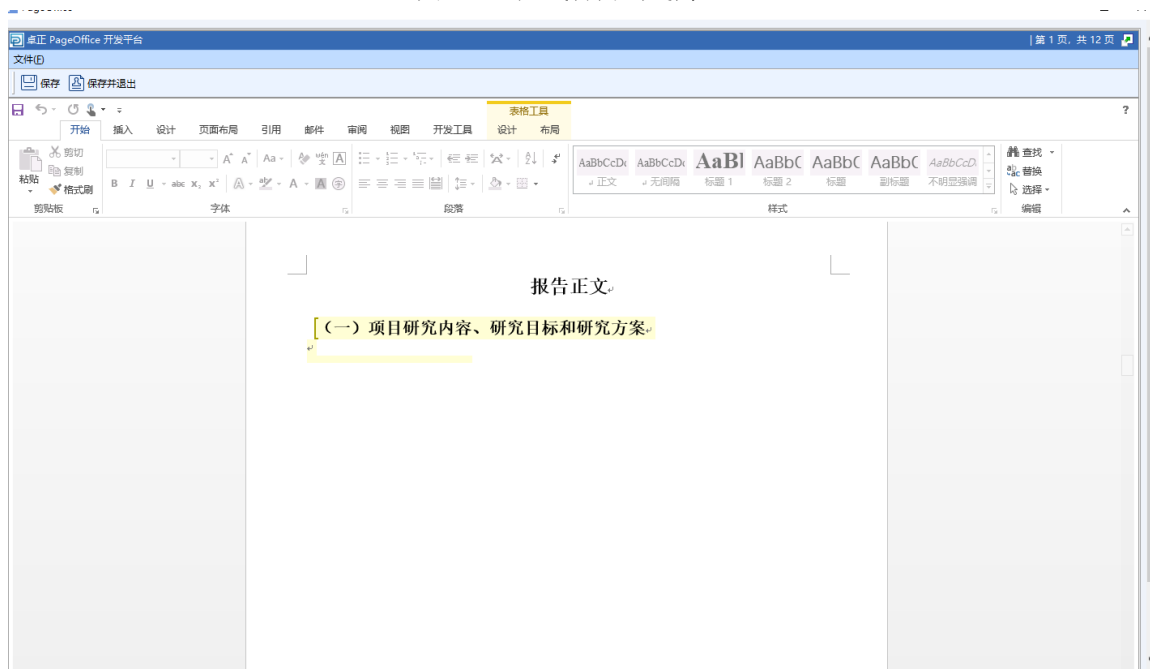 卓正 PageOffice 开发平台
|第 1 页, 共 12 页
文件(F)
保存 保存并退出
表格工具
?
开始 插入 设计 页面布局 引用 邮件 审阅 视图 开发工具 设计 布局
粘贴
剪切
复制
格式刷
B I U abc x₂ x² A A A
Aa
AaBbCcDc AaBbCcDc AaBl AaBbC AaBbC AaBbC AaBbCcD
正文 无间隔 标题 1 标题 2 标题 副标题 不明显强调
查找
替换
选择
剪贴板 字体 段落 样式 编辑
报告正文
（一）项目研究内容、研究目标和研究方案